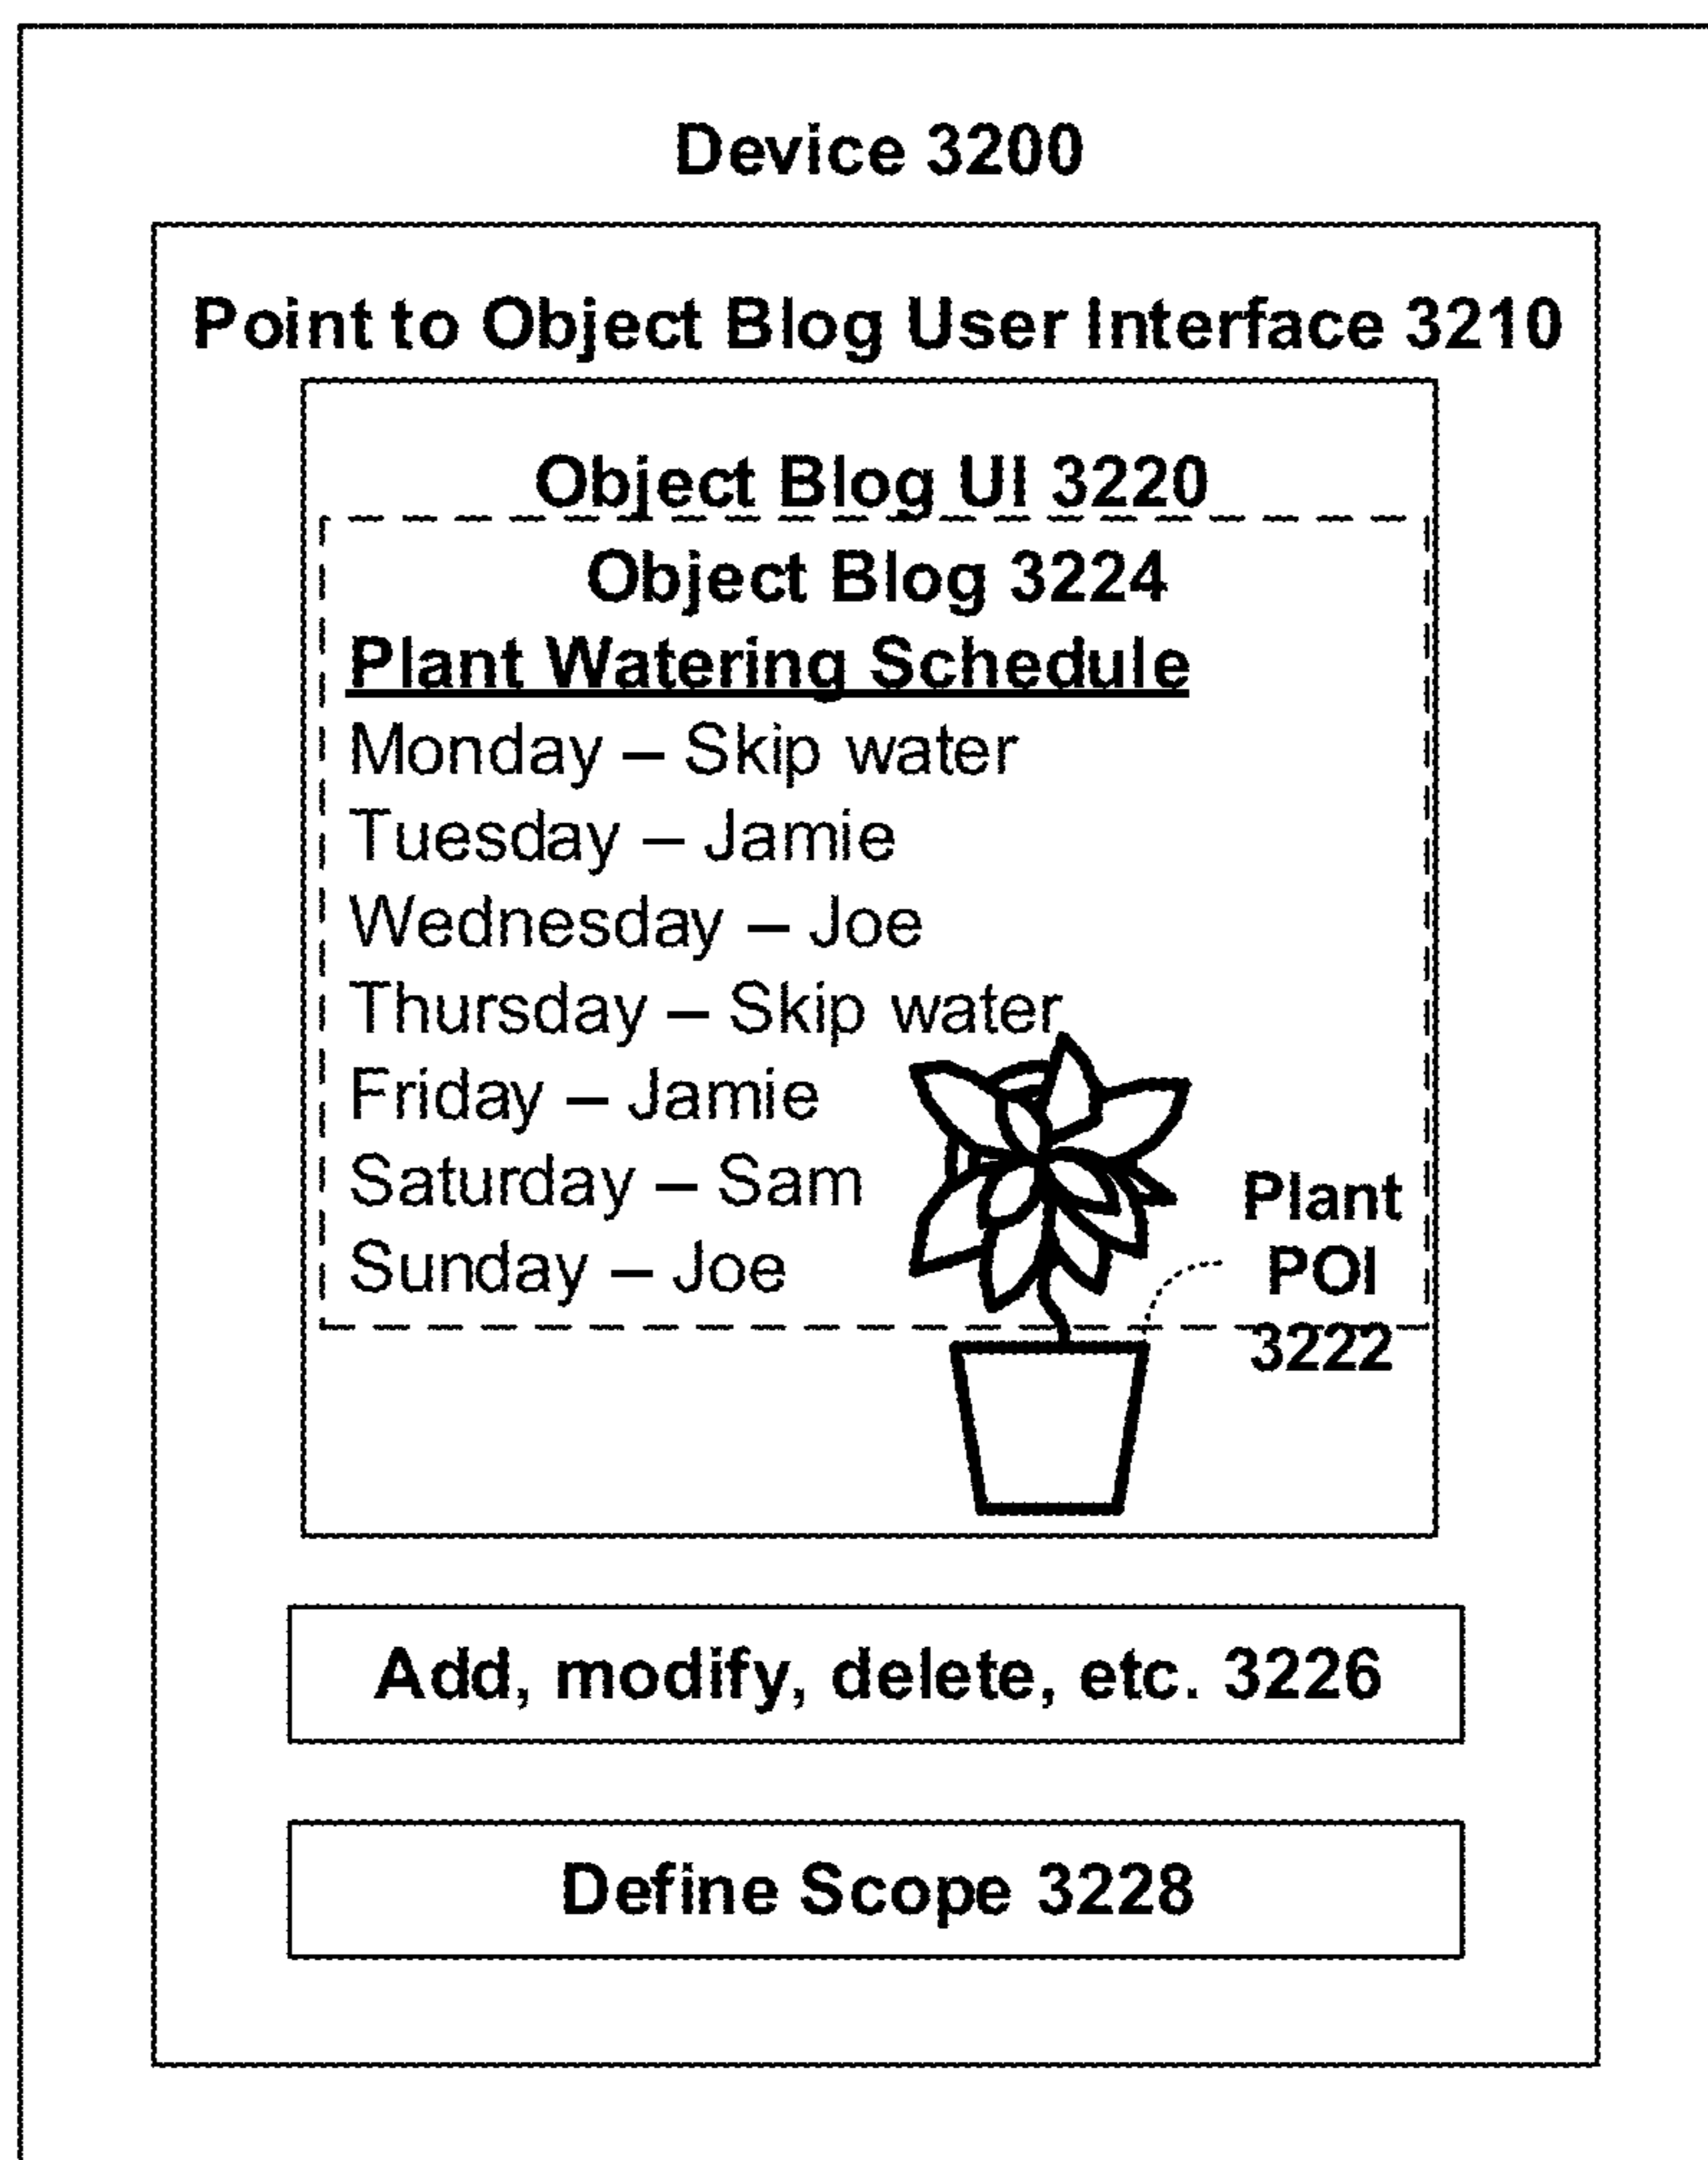 Device 3200
Point to Object Blog User Interface 3210
Object Blog UI 3220
Object Blog 3224
Plant Watering Schedule
Monday – Skip water
Tuesday – Jamie
Wednesday – Joe
Thursday – Skip water
Friday – Jamie
Saturday – Sam
Sunday – Joe
Plant
POI
3222
Add, modify, delete, etc. 3226
Define Scope 3228